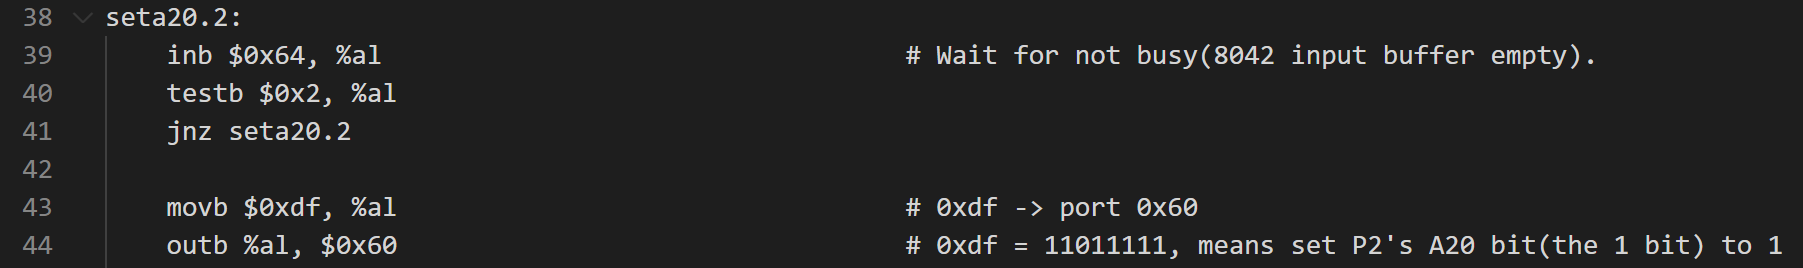 38 seta20.2:
39 inb $0x64, %al # Wait for not busy(8042 input buffer empty).
40 testb $0x2, %al
41 jnz seta20.2
42
43 movb $0xdf, %al # 0xdf -> port 0x60
44 outb %al, $0x60 # 0xdf = 11011111, means set P2's A20 bit(the 1 bit) to 1